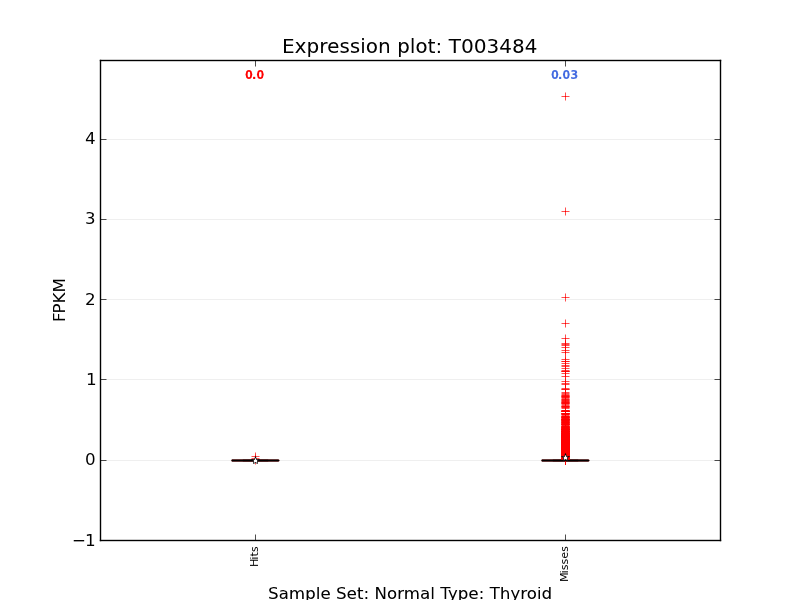 Expression plot: T003484
0.0
0.03
4
3
2
1
0
−1
FPKM
Hits
Misses
Sample Set: Normal Type: Thyroid